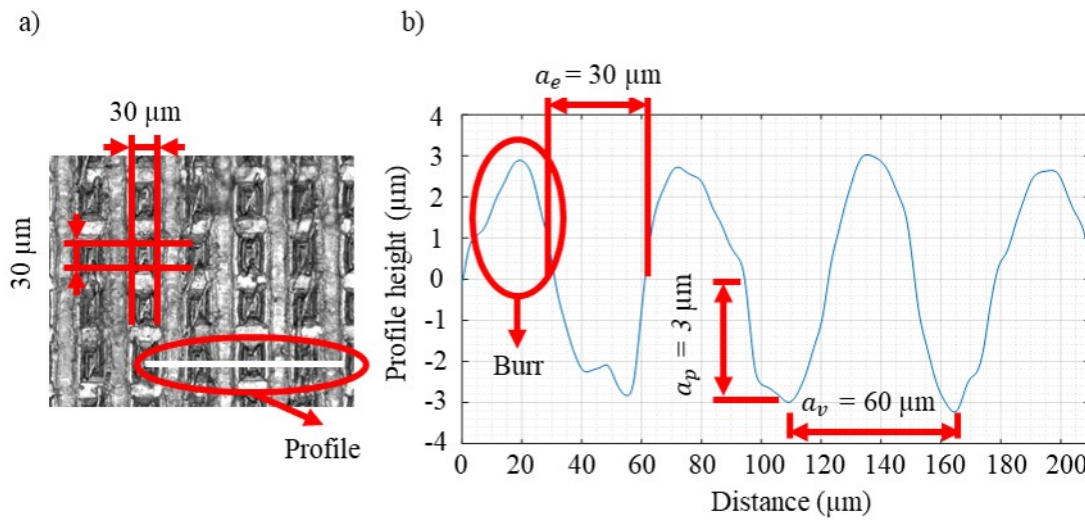 a)
30 μm
30 μm
Profile
b)
a_e = 30 μm
Profile height (μm)
4
3
2
1
0
-1
-2
-3
-4
Burr
a_p = 3 μm
a_v = 60 μm
0 20 40 60 80 100 120 140 160 180 200
Distance (μm)